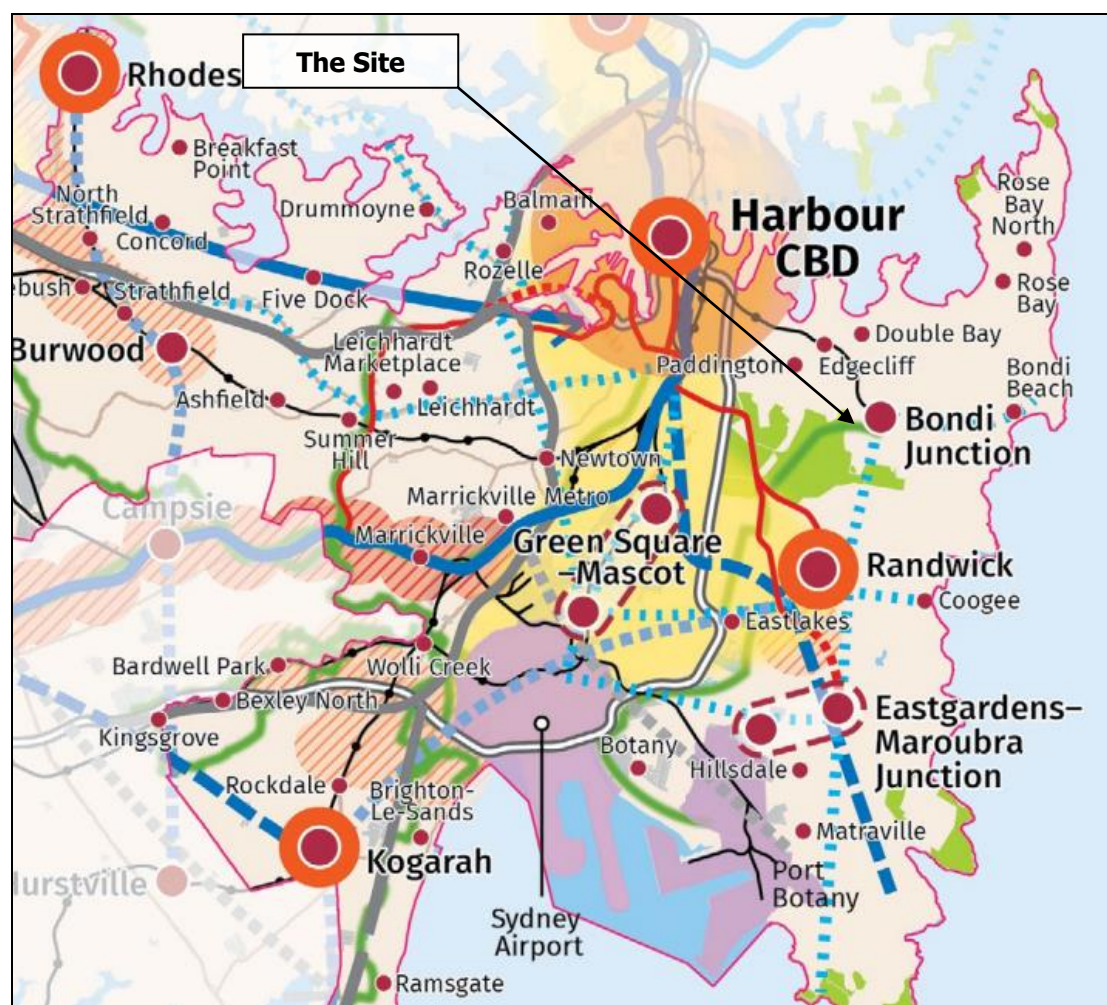 The Site
Rhodes
Breakfast
Point
North
Strathfield
Concord
Drummoyne
Balmain
Harbour
CBD
Rose
Bay
North
Rozelle
ebush
Strathfield
Five Dock
Rose
Bay
Double Bay
Burwood
Leichhardt
Marketplace
Paddington
Edgecliff
Bondi
Beach
Ashfield
Leichhardt
Bondi
Junction
Summer
Hill
Newtown
Campsie
Marrickville Metro
Marrickville
Green Square
–Mascot
Randwick
Coogee
Eastlakes
Bardwell Park
Wolli Creek
Bexley North
Kingsgrove
Eastgardens–
Maroubra
Junction
Botany
Hillsdale
Rockdale
Brighton-
Le-Sands
Matraville
Kogarah
Port
Botany
lurstville
Sydney
Airport
Ramsgate